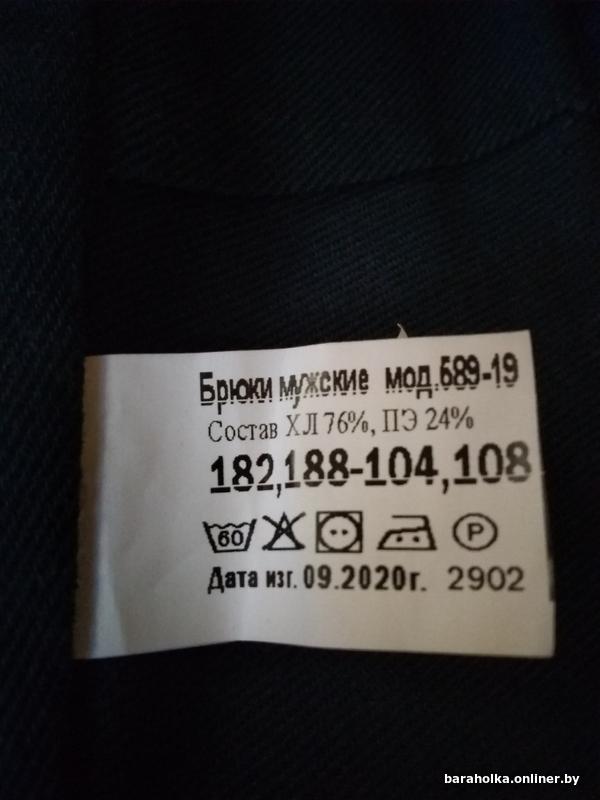 Брюки мужские мод.689-19
Состав ХЛ 76%, ПЭ 24%
182,188-104,108
60 P
Дата изг. 09.2020г. 2902
baraholka.onliner.by